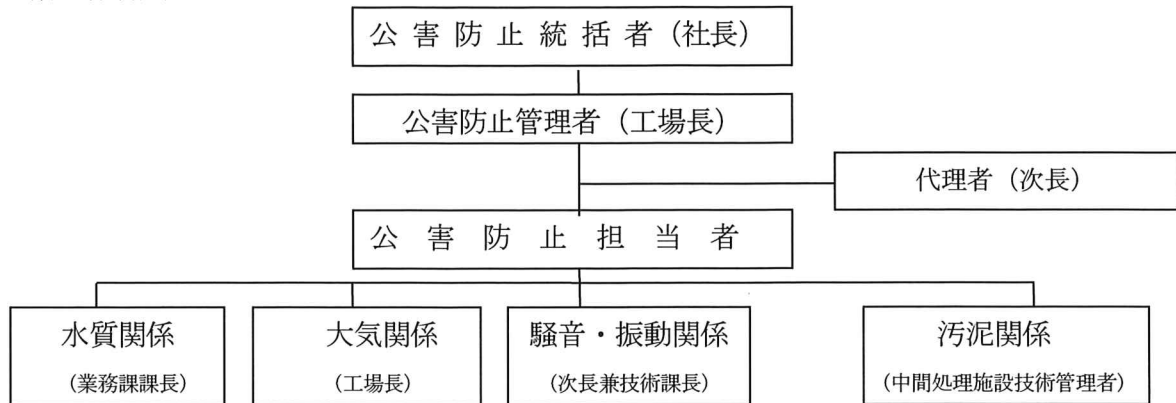 公害防止統括者（社長）
公害防止管理者（工場長）
代理者（次長）
公害防止担当者
水質関係
（業務課課長）
大気関係
（工場長）
騒音・振動関係
（次長兼技術課長）
汚泥関係
（中間処理施設技術管理者）